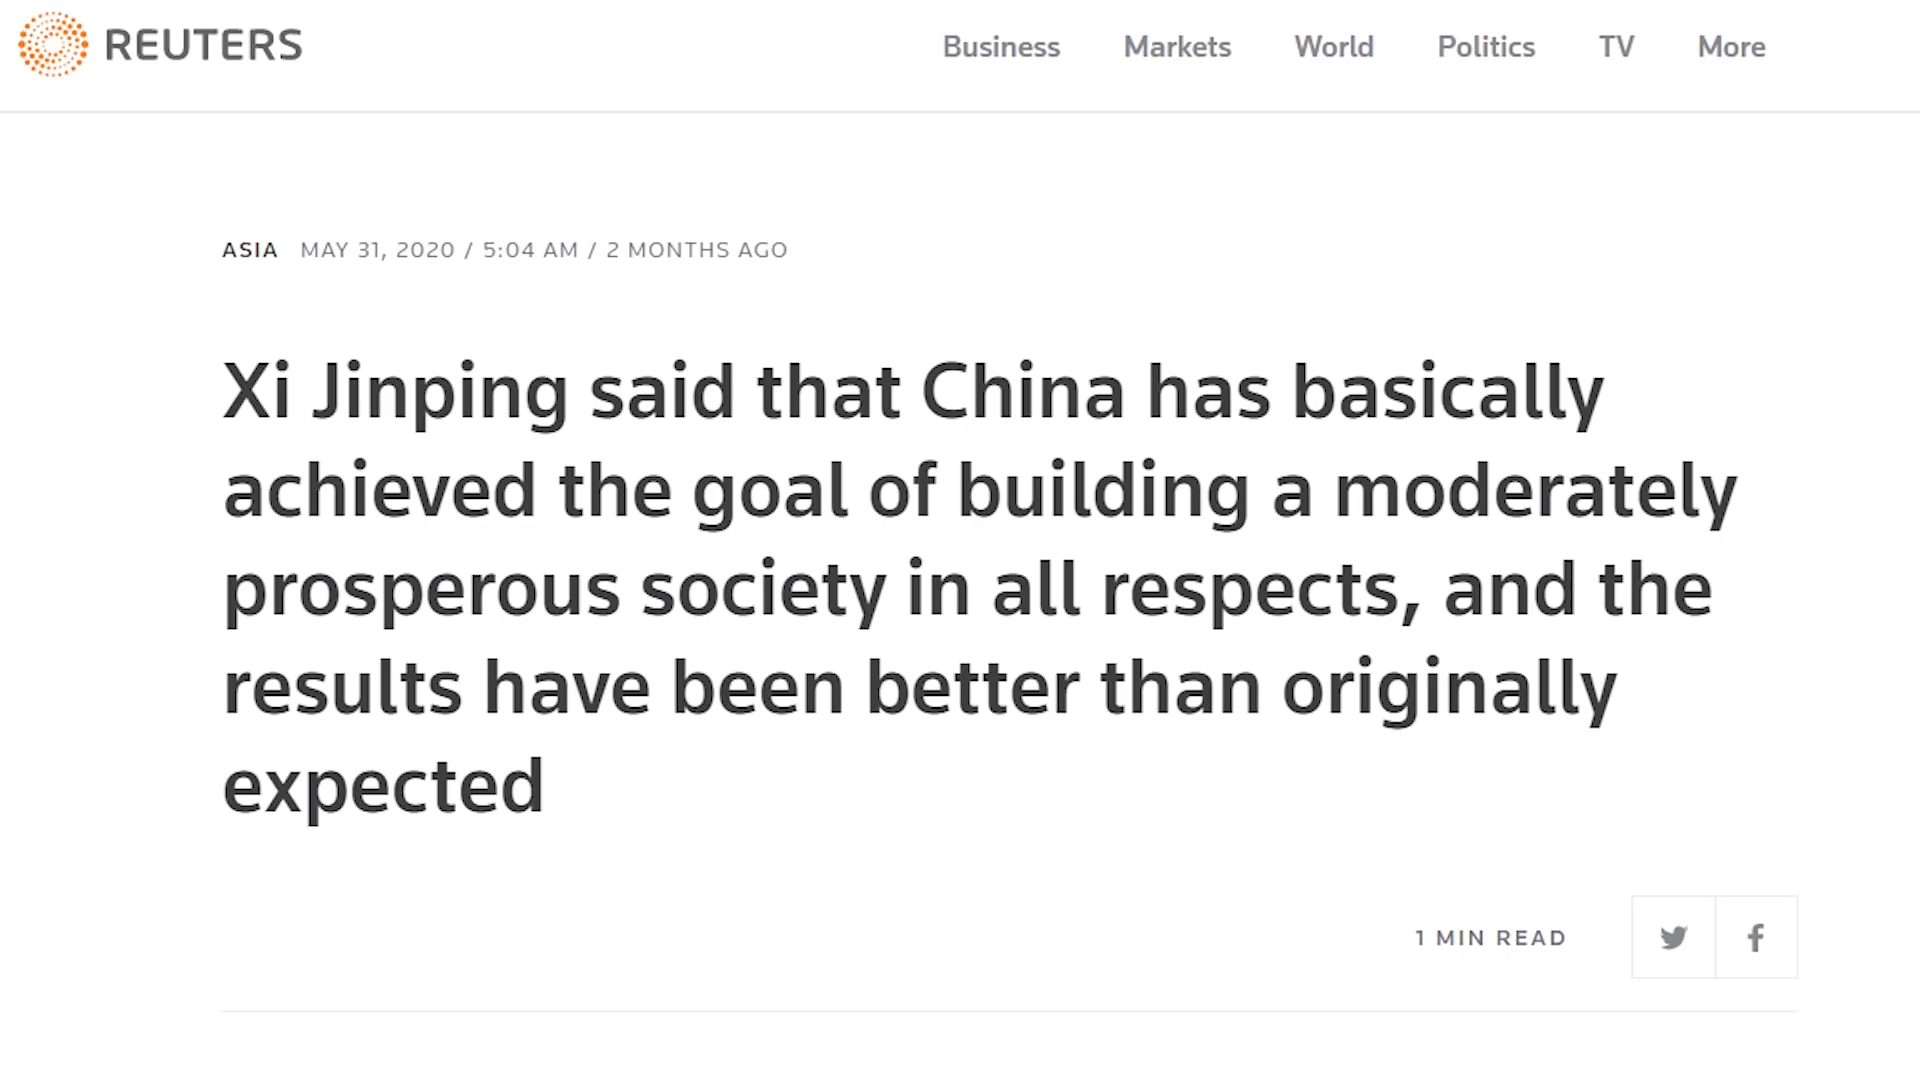 REUTERS
Business Markets World Politics TV More
ASIA MAY 31, 2020 / 5:04 AM / 2 MONTHS AGO
Xi Jinping said that China has basically
achieved the goal of building a moderately
prosperous society in all respects, and the
results have been better than originally
expected
1 MIN READ